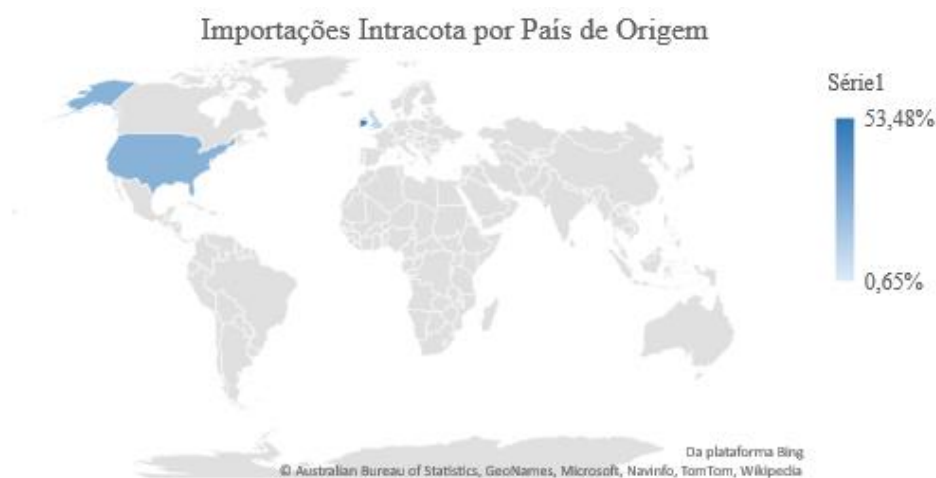 Importações Intracota por País de Origem
Série1
53,48%
0,65%
Da plataforma Bing
© Australian Bureau of Statistics, GeoNames, Microsoft, Navinfo, TomTom, Wikipedia